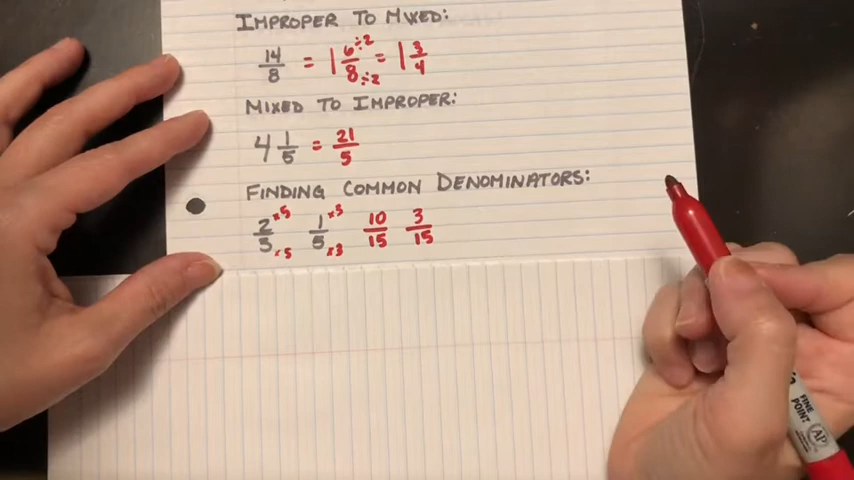 IMPROPER TO MIXED:
14/8 = 1 6÷2/8÷2 = 1 3/4
MIXED TO IMPROPER:
4 1/5 = 21/5
FINDING COMMON DENOMINATORS:
2×5/3×5 1×3/5×3 10/15 3/15
FINE POINT AP